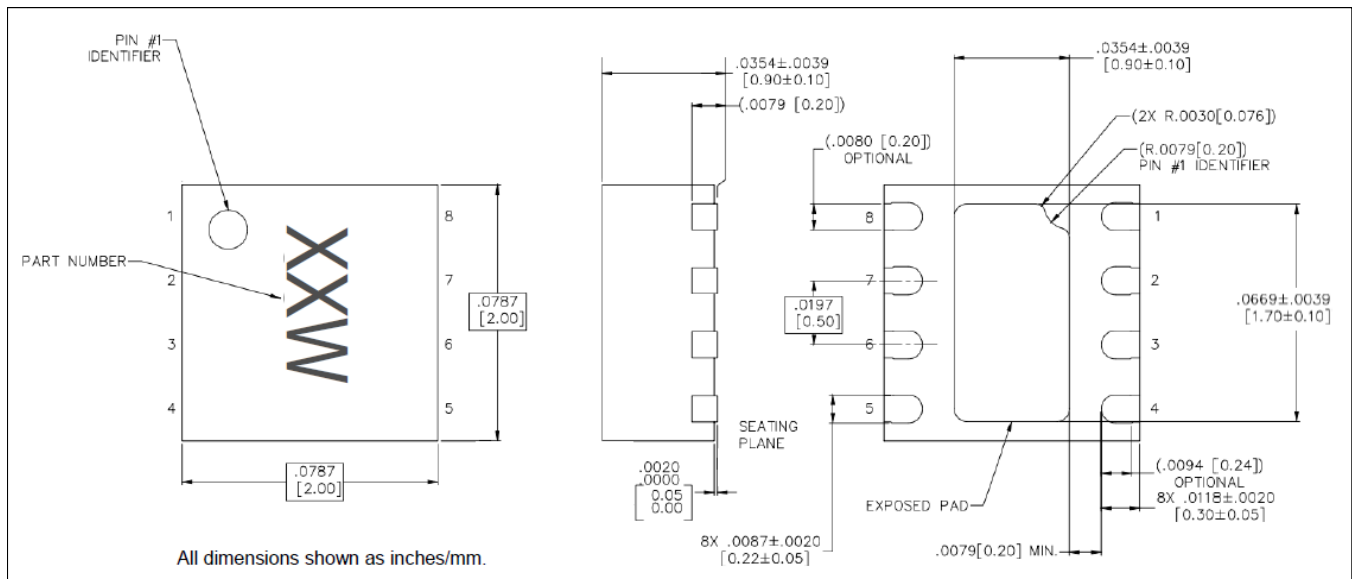 PIN #1
IDENTIFIER
1
2
3
4
8
7
6
5
PART NUMBER
MXX
.0787
[2.00]
.0787
[2.00]
All dimensions shown as inches/mm.
.0354±.0039
[0.90±0.10]
(.0079 [0.20])
SEATING
PLANE
.0020
.0000
[0.05
0.00]
(.0080 [0.20])
OPTIONAL
8
7
6
5
.0197
[0.50]
8X .0087±.0020
[0.22±0.05]
.0354±.0039
[0.90±0.10]
(2X R.0030[0.076])
(R.0079[0.20])
PIN #1 IDENTIFIER
1
2
3
4
.0669±.0039
[1.70±0.10]
EXPOSED PAD
(.0094 [0.24])
OPTIONAL
8X .0118±.0020
[0.30±0.05]
.0079[0.20] MIN.